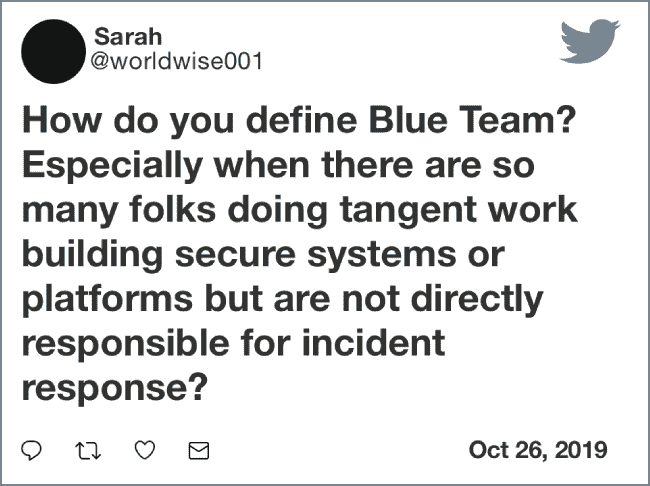 Sarah
@worldwise001
How do you define Blue Team?
Especially when there are so
many folks doing tangent work
building secure systems or
platforms but are not directly
responsible for incident
response?
Oct 26, 2019